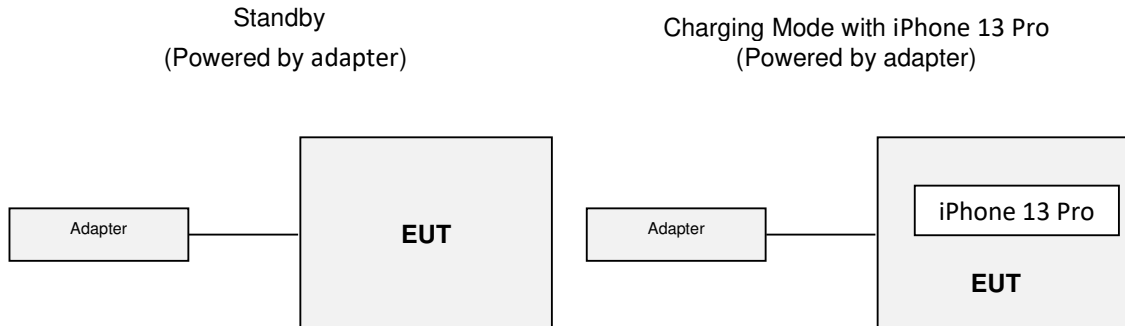 Standby
(Powered by adapter)
Charging Mode with iPhone 13 Pro
(Powered by adapter)
Adapter
EUT
Adapter
iPhone 13 Pro
EUT